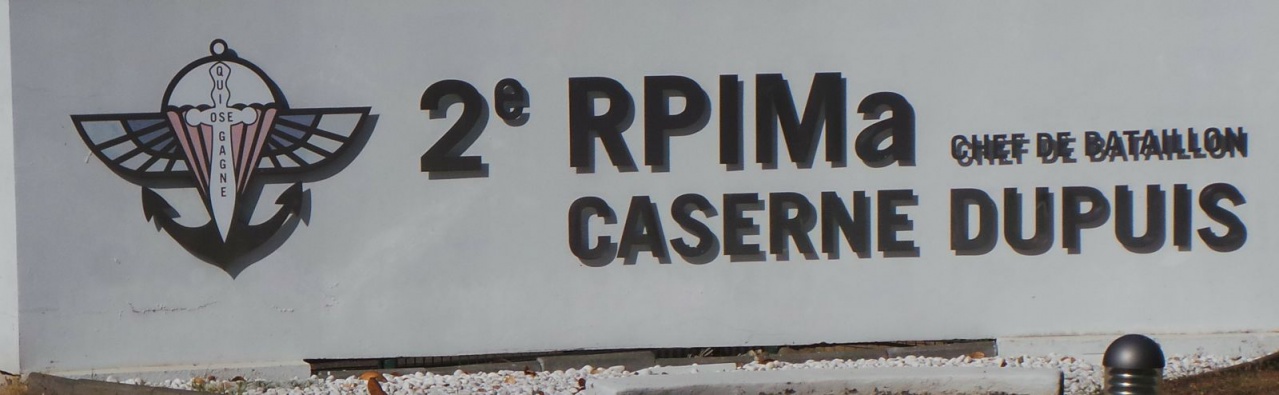 QUI OSE GAGNE
2e RPIMa
CHEF DE BATAILLON
CASERNE DUPUIS